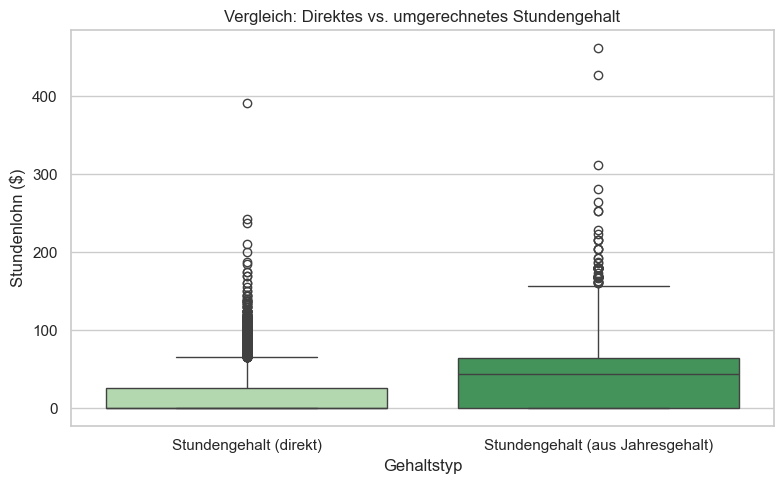 Vergleich: Direktes vs. umgerechnetes Stundengehalt
Stundenlohn ($)
400
300
200
100
0
Stundengehalt (direkt)
Stundengehalt (aus Jahresgehalt)
Gehaltstyp